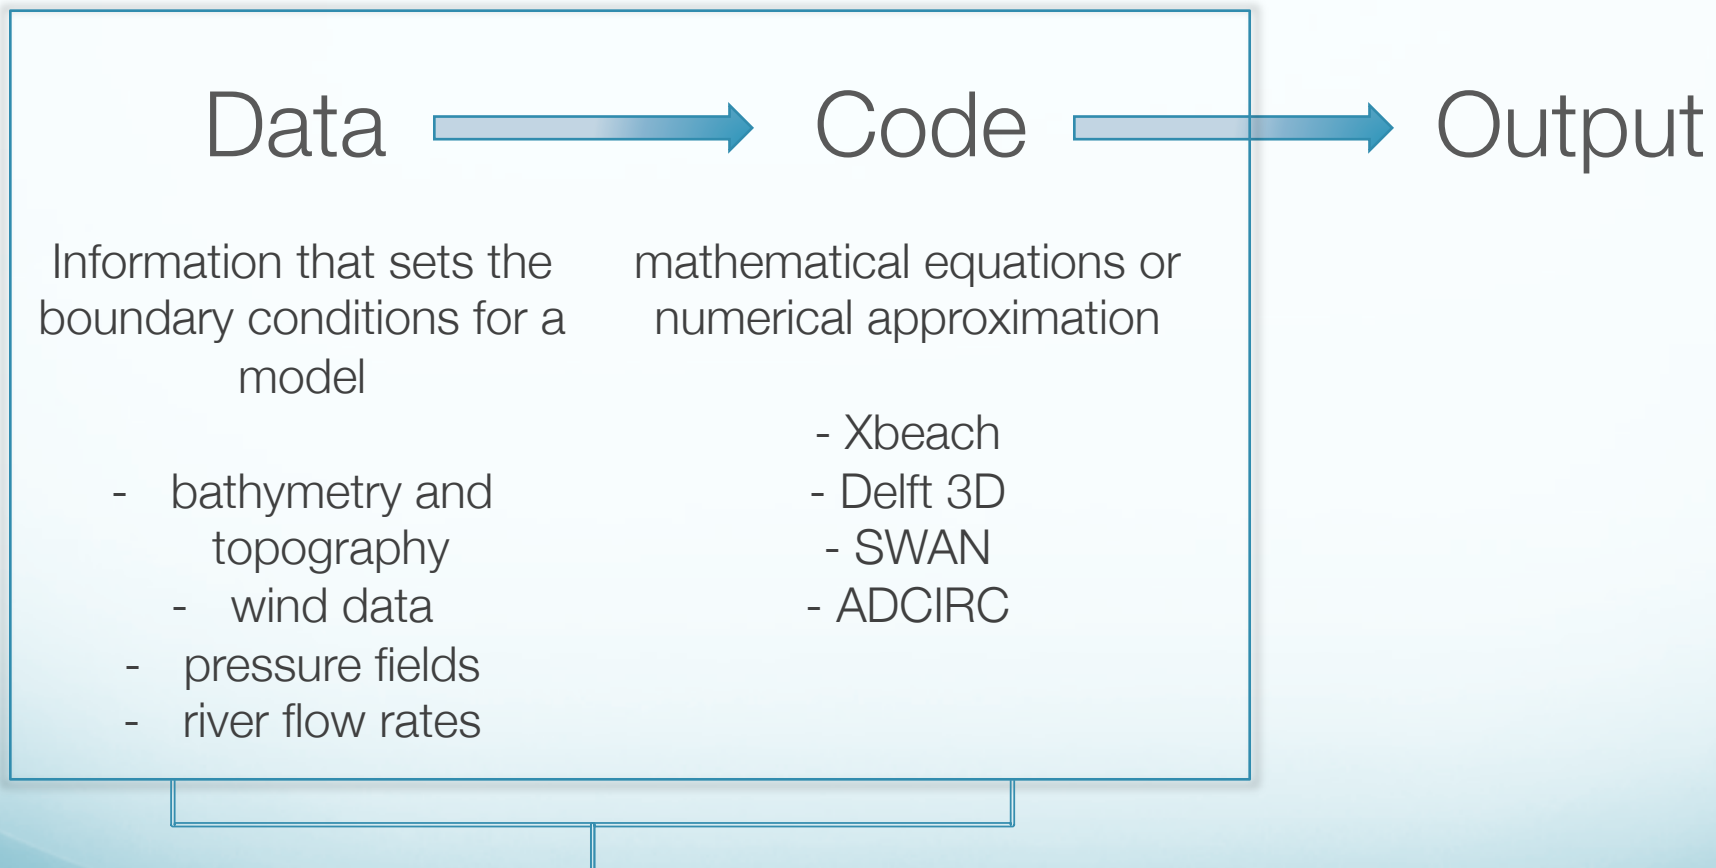 Data
Code
Output
Information that sets the
boundary conditions for a
model
- bathymetry and
topography
- wind data
- pressure fields
- river flow rates
mathematical equations or
numerical approximation
- Xbeach
- Delft 3D
- SWAN
- ADCIRC